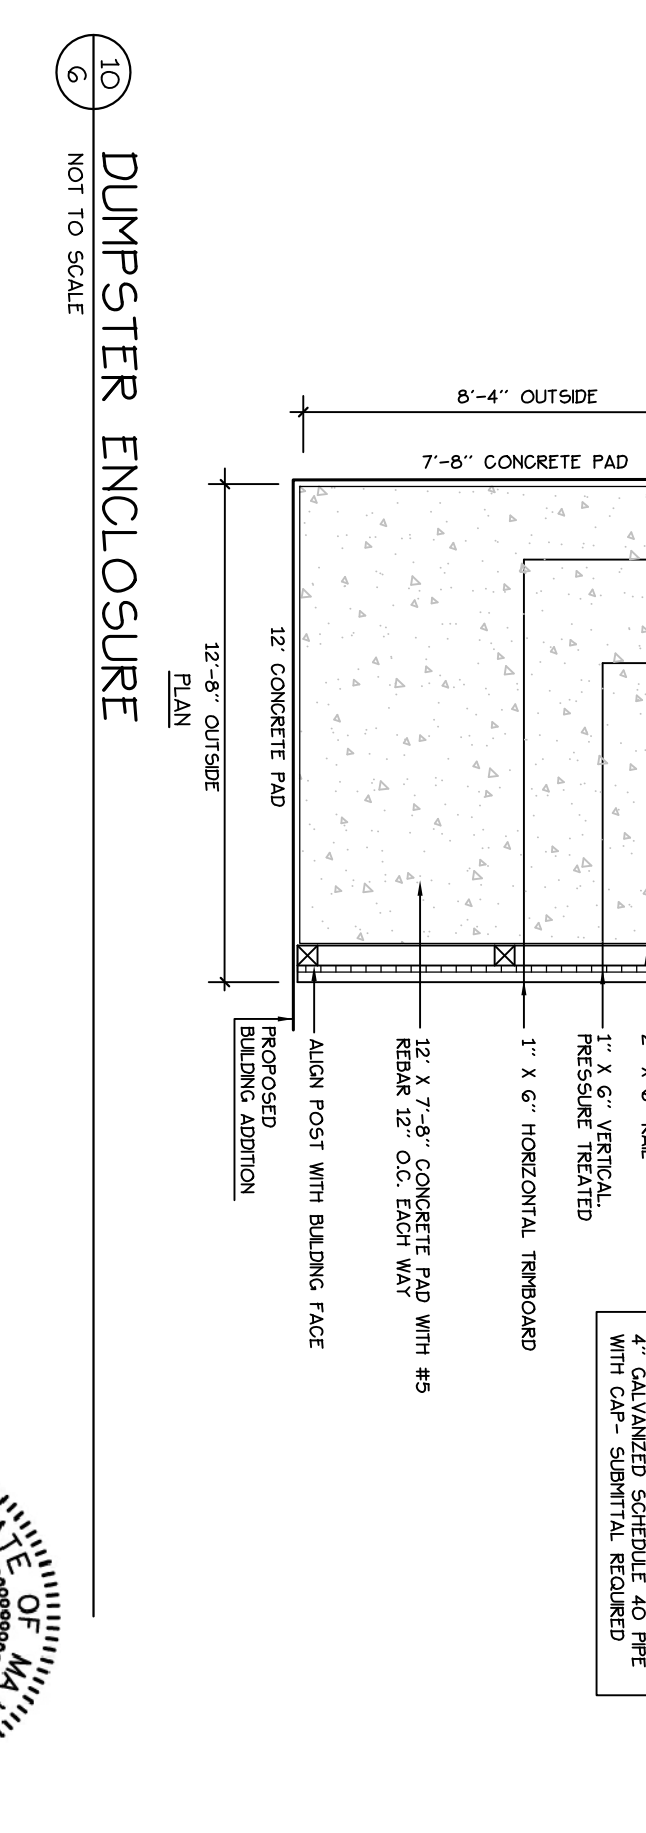 8'-4" OUTSIDE
7'-8" CONCRETE PAD
4" GALVANIZED SCHEDULE 40 PIPE
WITH CAP- SUBMITTAL REQUIRED
1" X 6" VERTICAL,
PRESSURE TREATED
1" X 6" HORIZONTAL TRIMBOARD
12' X 7'-8" CONCRETE PAD WITH #5
REBAR 12" O.C. EACH WAY
ALIGN POST WITH BUILDING FACE
PROPOSED
BUILDING ADDITION
12' CONCRETE PAD
12'-8" OUTSIDE
PLAN
10
6
DUMPSTER ENCLOSURE
NOT TO SCALE
OF